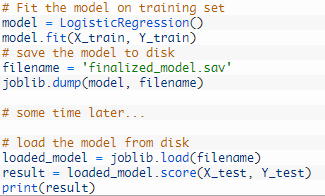 # Fit the model on training set
model = LogisticRegression()
model.fit(X_train, Y_train)
# save the model to disk
filename = 'finalized_model.sav'
joblib.dump(model, filename)
# some time later...
# load the model from disk
loaded_model = joblib.load(filename)
result = loaded_model.score(X_test, Y_test)
print(result)